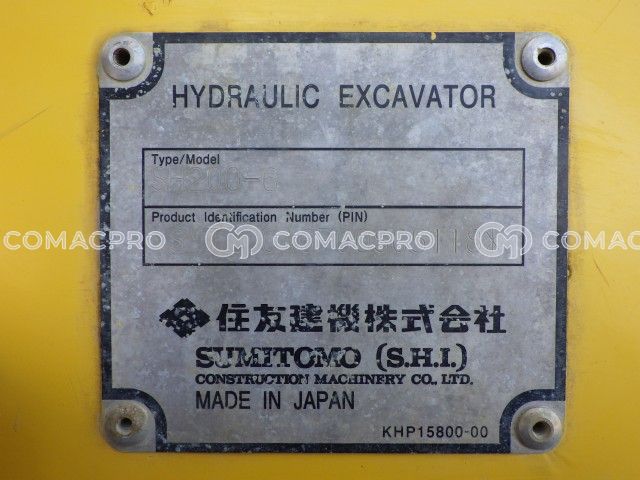 HYDRAULIC EXCAVATOR
Type/Model
SH200-6
Product Identification Number (PIN)
COMACPRO COMACPRO COMACPRO
住友建機株式会社
SUMITOMO (S.H.I.)
CONSTRUCTION MACHINERY CO., LTD.
MADE IN JAPAN
KHP15800-00